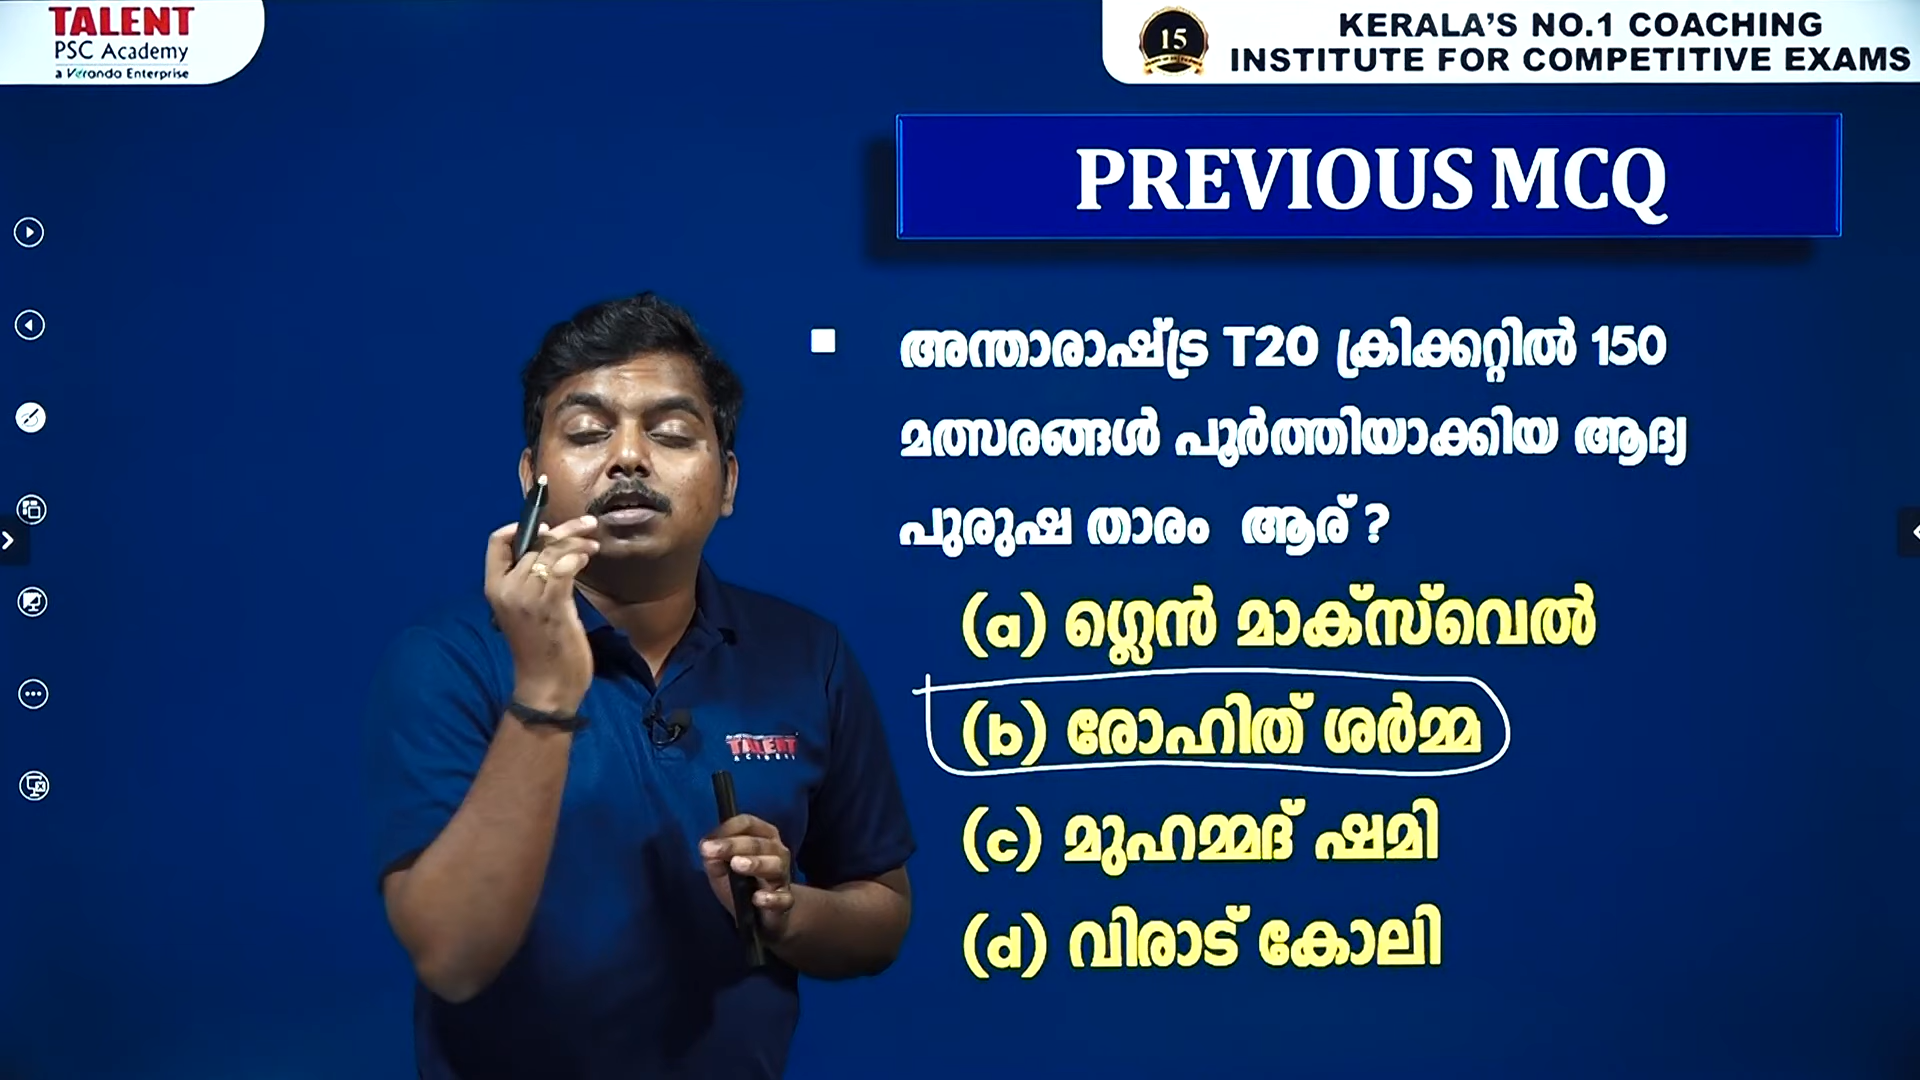 TALENT
PSC Academy
a Veranda Enterprise
15
KERALA'S NO.1 COACHING
INSTITUTE FOR COMPETITIVE EXAMS
PREVIOUS MCQ
അന്താരാഷ്ട്ര T20 ക്രിക്കറ്റിൽ 150
മത്സരങ്ങൾ പൂർത്തിയാക്കിയ ആദ്യ
പുരുഷ താരം ആര് ?
(a) ഗ്ലെൻ മാക്സ്‌വെൽ
(b) രോഹിത് ശർമ്മ
(c) മുഹമ്മദ് ഷമി
(d) വിരാട് കോലി
TALENT
ACADEMY